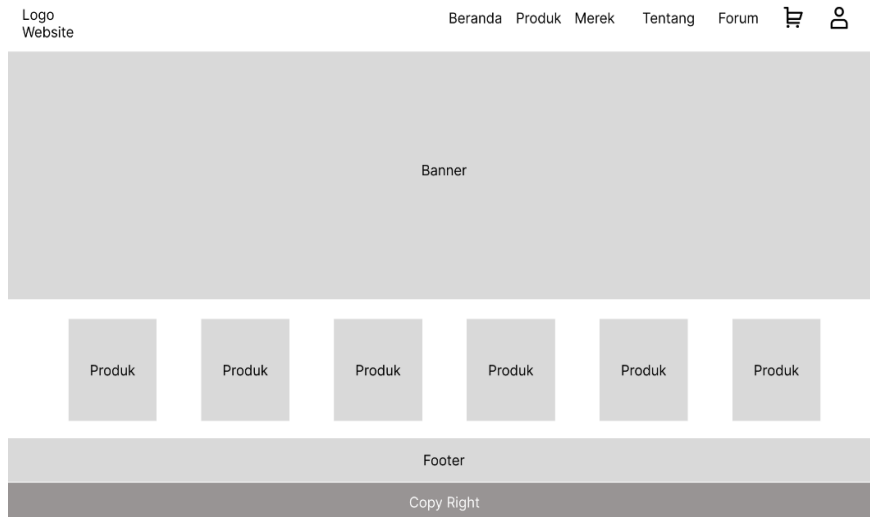 Logo
Website
Beranda Produk Merek Tentang Forum
Banner
Produk Produk Produk Produk Produk Produk
Footer
Copy Right